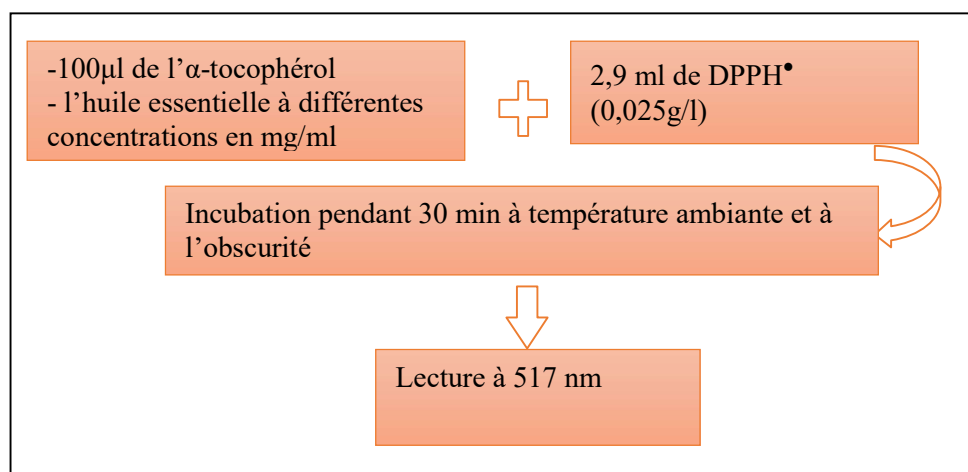 -100µl de l’α-tocophérol
- l’huile essentielle à différentes
concentrations en mg/ml
2,9 ml de DPPH•
(0,025g/l)
Incubation pendant 30 min à température ambiante et à
l’obscurité
Lecture à 517 nm